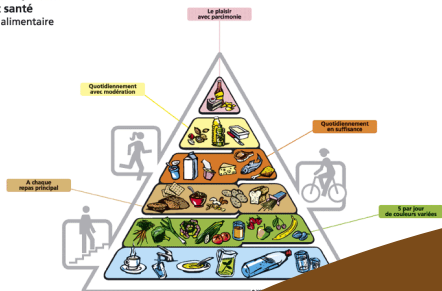 santé
alimentaire
Le plaisir
avec parcimonie
Quotidiennement
avec modération
Quotidiennement
en suffisance
A chaque
repas principal
5 par jour
de couleurs variées